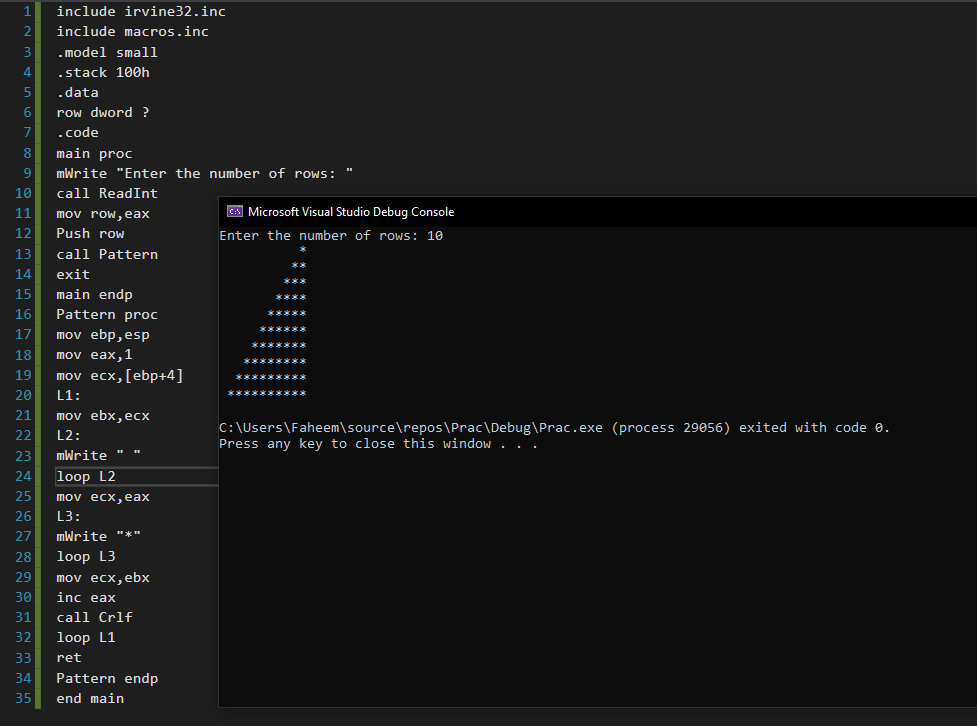 1 include irvine32.inc
2 include macros.inc
3 .model small
4 .stack 100h
5 .data
6 row dword ?
7 .code
8 main proc
9 mWrite "Enter the number of rows: "
10 call ReadInt
11 mov row,eax
12 Push row
13 call Pattern
14 exit
15 main endp
16 Pattern proc
17 mov ebp,esp
18 mov eax,1
19 mov ecx,[ebp+4]
20 L1:
21 mov ebx,ecx
22 L2:
23 mWrite " "
24 loop L2
25 mov ecx,eax
26 L3:
27 mWrite "*"
28 loop L3
29 mov ecx,ebx
30 inc eax
31 call Crlf
32 loop L1
33 ret
34 Pattern endp
35 end main
C:\ Microsoft Visual Studio Debug Console
Enter the number of rows: 10
          *
         **
        ***
       ****
      *****
     ******
    *******
   ********
  *********
 **********
C:\Users\Faheem\source\repos\Prac\Debug\Prac.exe (process 29056) exited with code 0.
Press any key to close this window . . .